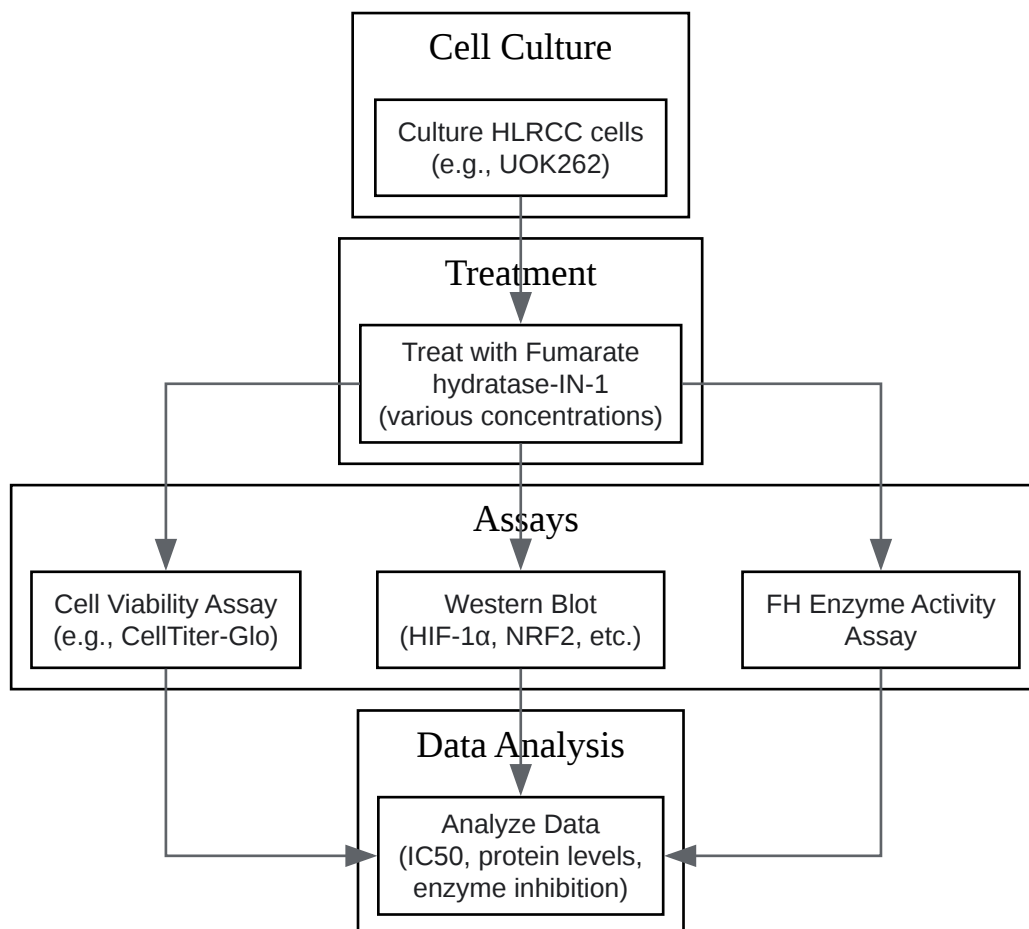 Cell Culture
Culture HLRCC cells
(e.g., UOK262)
Treatment
Treat with Fumarate
hydratase-IN-1
(various concentrations)
Assays
Cell Viability Assay
(e.g., CellTiter-Glo)
Western Blot
(HIF-1α, NRF2, etc.)
FH Enzyme Activity
Assay
Data Analysis
Analyze Data
(IC50, protein levels,
enzyme inhibition)